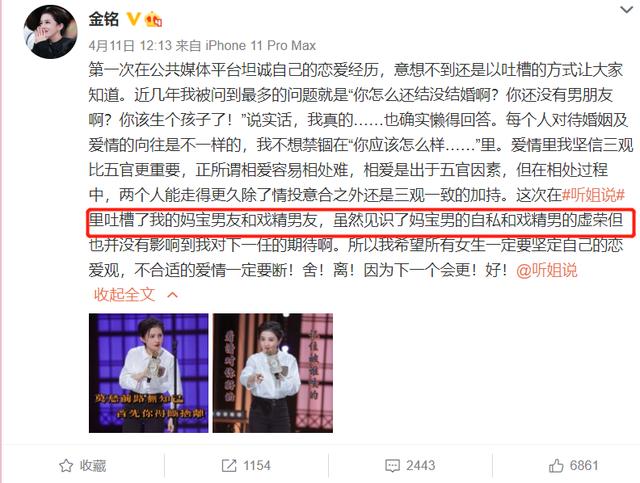 金铭
4月11日 12:13 来自 iPhone 11 Pro Max
第一次在公共媒体平台坦诚自己的恋爱经历，意想不到还是以吐槽的方式让大家
知道。近几年我被问到最多的问题就是“你怎么还结没结婚啊？你还没有男朋友
啊？你该生个孩子了！”说实话，我真的……也确实懒得回答。每个人对待婚姻及
爱情的向往是不一样的，我不想禁锢在“你应该怎么样……”里。爱情里我坚信三观
比五官更重要，正所谓相爱容易相处难，相爱是出于五官因素，但在相处过程
中，两个人能走得更久除了情投意合之外还是三观一致的加持。这次在#听姐说#
里吐槽了我的妈宝男友和戏精男友，虽然见识了妈宝男的自私和戏精男的虚荣但
也并没有影响到我对下一任的期待啊。所以我希望所有女生一定要坚定自己的恋
爱观，不合适的爱情一定要断！舍！离！因为下一个会更！好！@听姐说
收起全文
莫愁前路無知己
首先你得斷捨離
收藏
1154
2443
6861